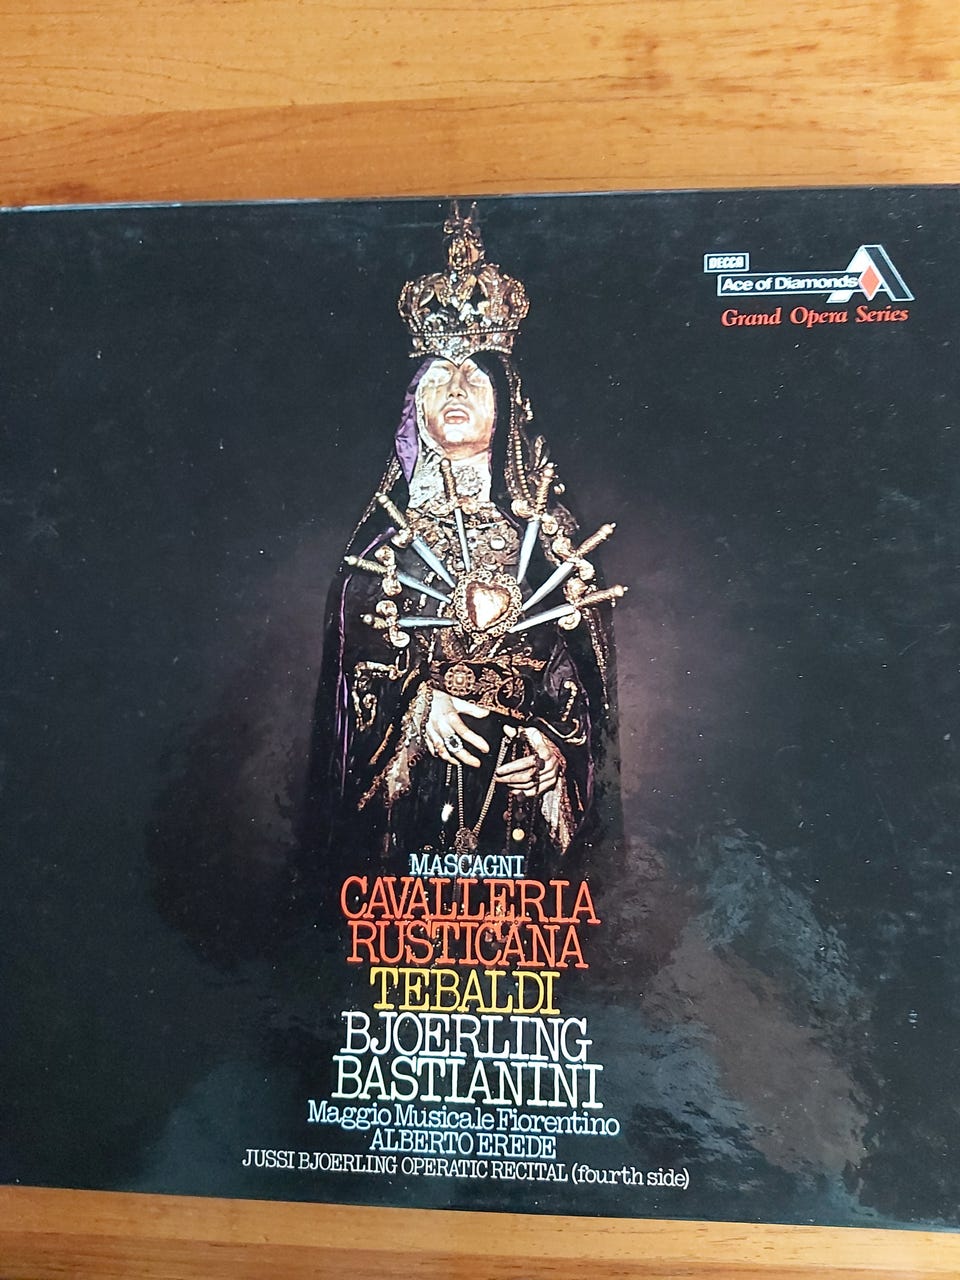 DECCA
Ace of Diamonds
Grand Opera Series
MASCAGNI
CAVALLERIA
RUSTICANA
TEBALDI
BJOERLING
BASTIANINI
Maggio Musicale Fiorentino
ALBERTO EREDE
JUSSI BJOERLING OPERATIC RECITAL (fourth side)